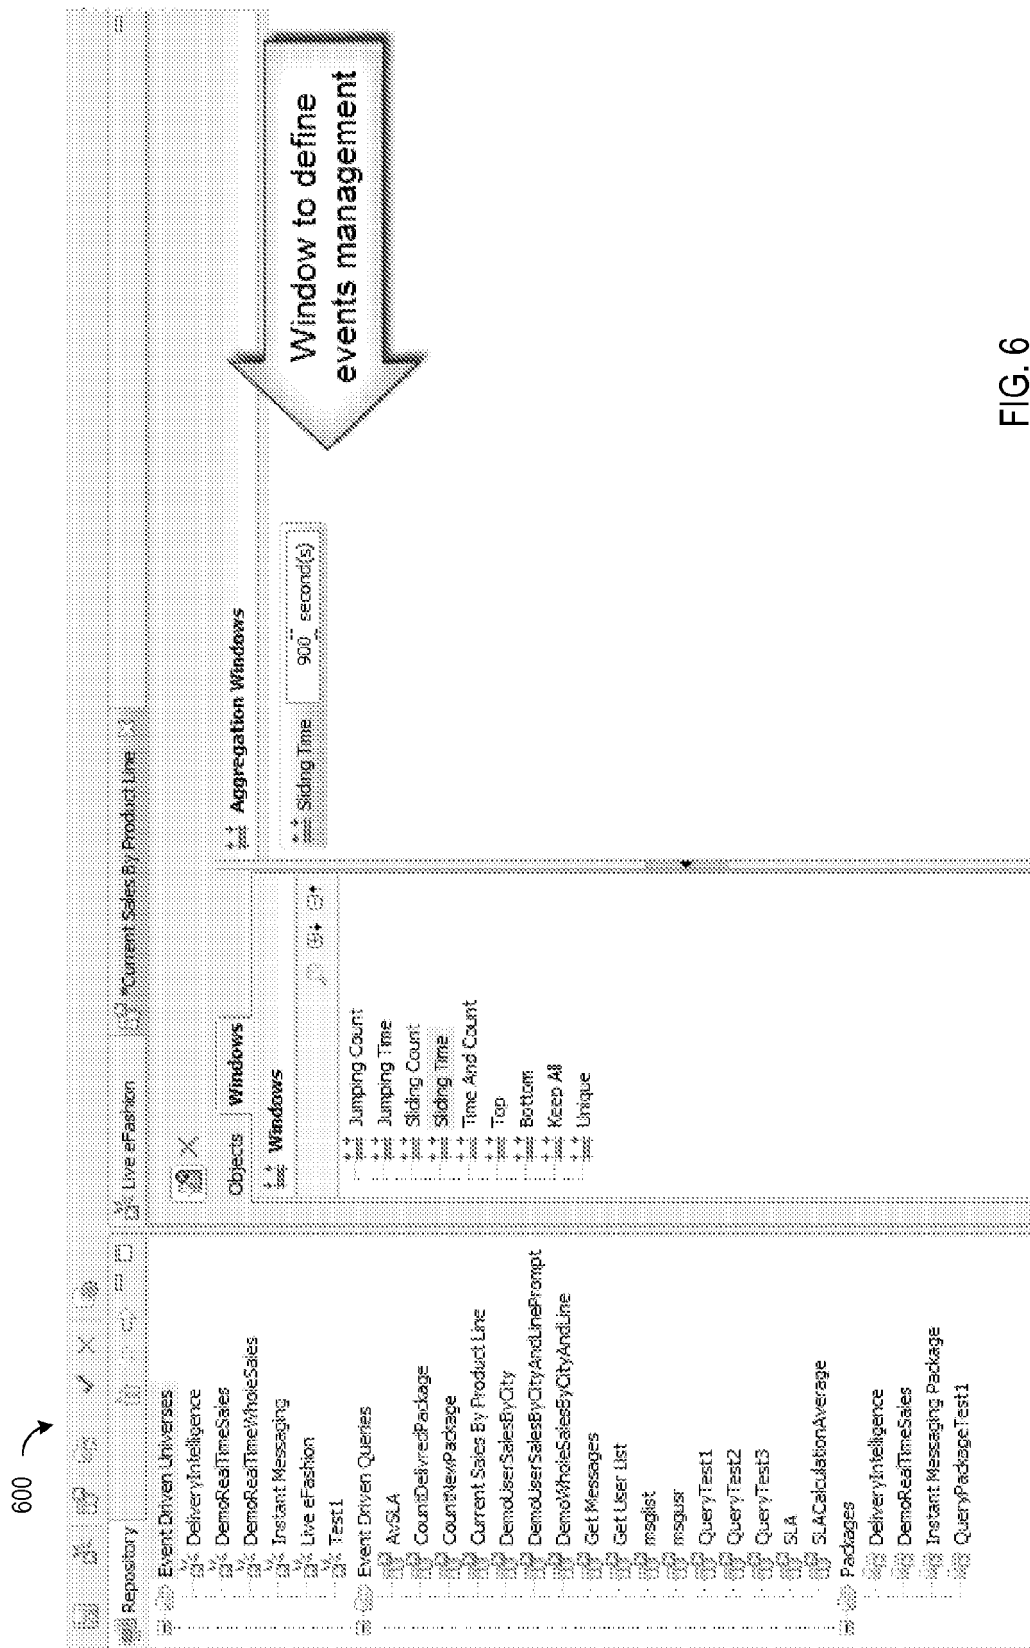 600
Repository
Event Driven Universes
DeliveryIntelligence
DemoRealTimeSales
DemoRealTimeWholeSales
Instant Messaging
Live eFashion
Test1
Event Driven Queries
AvSLA
CountDelivredPackage
CountNewPackage
Current Sales By Product Line
DemoUserSalesByCity
DemoUserSalesByCityAndLinePrompt
DemoWholeSalesByCityAndLine
Get Messages
Get User List
msglist
msgusr
QueryTest1
QueryTest2
QueryTest3
SLA
SLACalculationAverage
Packages
DeliveryIntelligence
DemoRealTimeSales
Instant Messaging Package
QueryPackageTest1
Live eFashion
*Current Sales By Product Line
Objects
Windows
Windows
Jumping Count
Jumping Time
Sliding Count
Sliding Time
Time And Count
Top
Bottom
Keep All
Unique
Aggregation Windows
Sliding Time
900 second(s)
Window to define
events management
FIG. 6